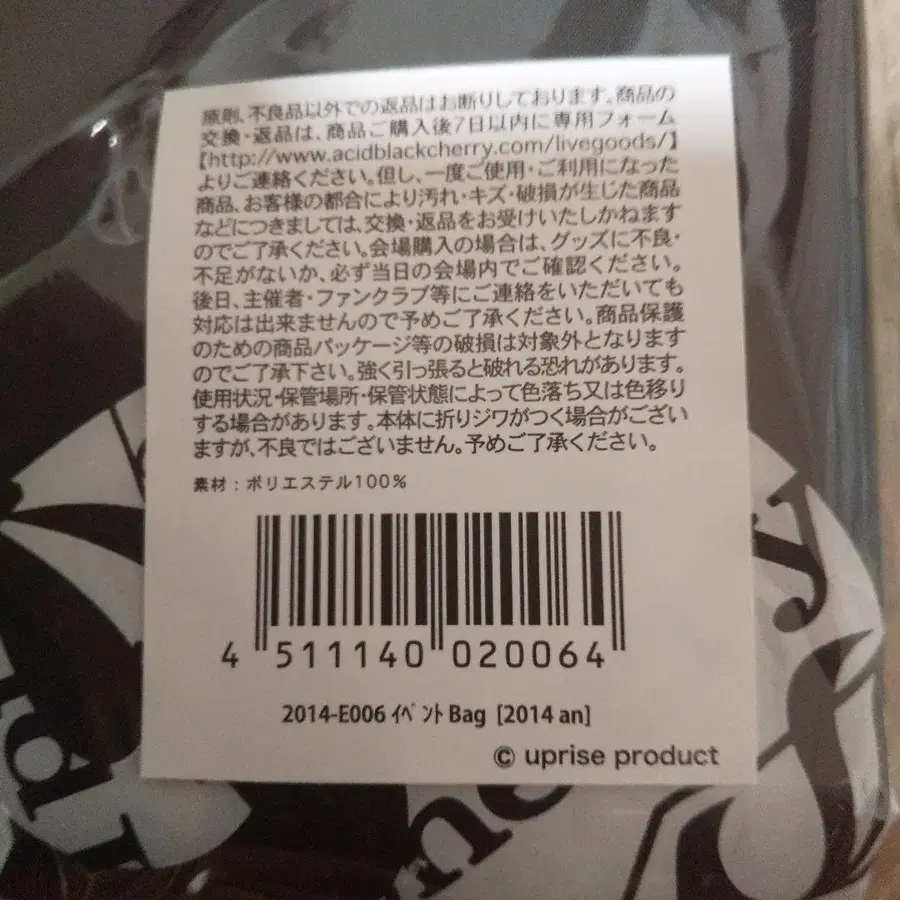 原則、不良品以外での返品はお断りしております。商品の
交換・返品は、商品ご購入後7日以内に専用フォーム
【http://www.acidblackcherry.com/livegoods/】
よりご連絡ください。但し、一度ご使用・ご利用になった
商品、お客様の都合により汚れ・キズ・破損が生じた商品
などにつきましては、交換・返品をお受けいたしかねます
のでご了承ください。会場購入の場合は、グッズに不良・
不足がないか、必ず当日の会場内でご確認ください。
後日、主催者・ファンクラブ等にご連絡をいただいても
対応は出来ませんので予めご了承ください。商品保護
のための商品パッケージ等の破損は対象外となります
のでご了承下さい。強く引っ張ると破れる恐れがあります。
使用状況・保管場所・保管状態によって色落ち又は色移り
する場合があります。本体に折りジワがつく場合がござい
ますが、不良ではございません。予めご了承ください。
素材：ポリエステル100%
4 511140 020064
2014-E006 ｲﾍﾞﾝﾄ Bag [2014 an]
© uprise product